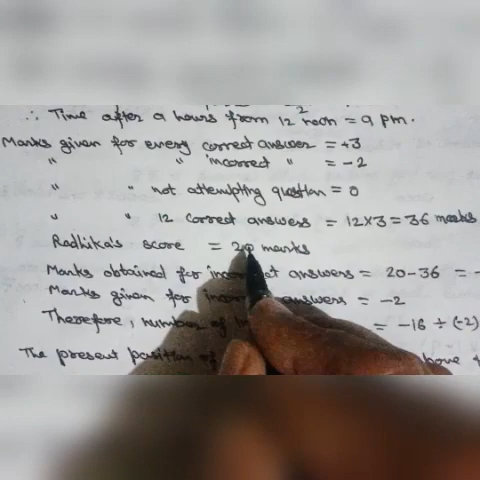 ∴ Time after 9 hours from 12 noon = 9 pm.
Marks given for every correct answer = +3
" " incorrect " = -2
" " not attempting question = 0
" " 12 correct answers = 12×3 = 36 marks
Radhika's score = 20 marks
Marks obtained for incorrect answers = 20-36 = -
Marks given for answers = -2
Therefore, number of = -16 ÷ (-2)
The present position of above